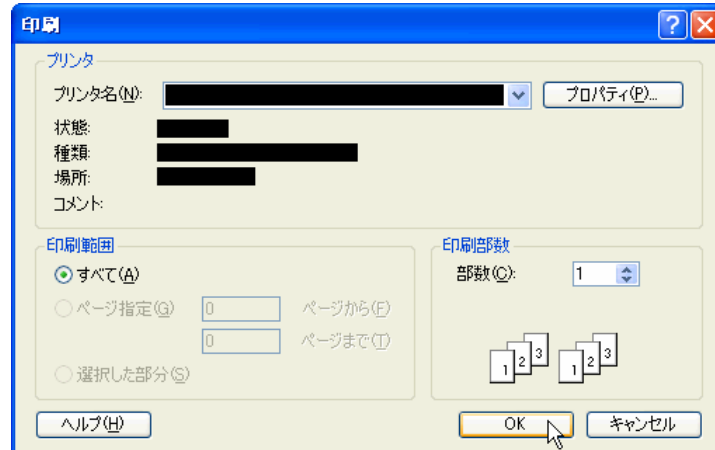 印刷
プリンタ
プリンタ名(N):
プロパティ(P)...
状態:
種類:
場所:
コメント:
印刷範囲
すべて(A)
ページ指定(G) 0 ページから(F)
0 ページまで(T)
選択した部分(S)
印刷部数
部数(C): 1
1 2 3 1 2 3
ヘルプ(H) OK キャンセル